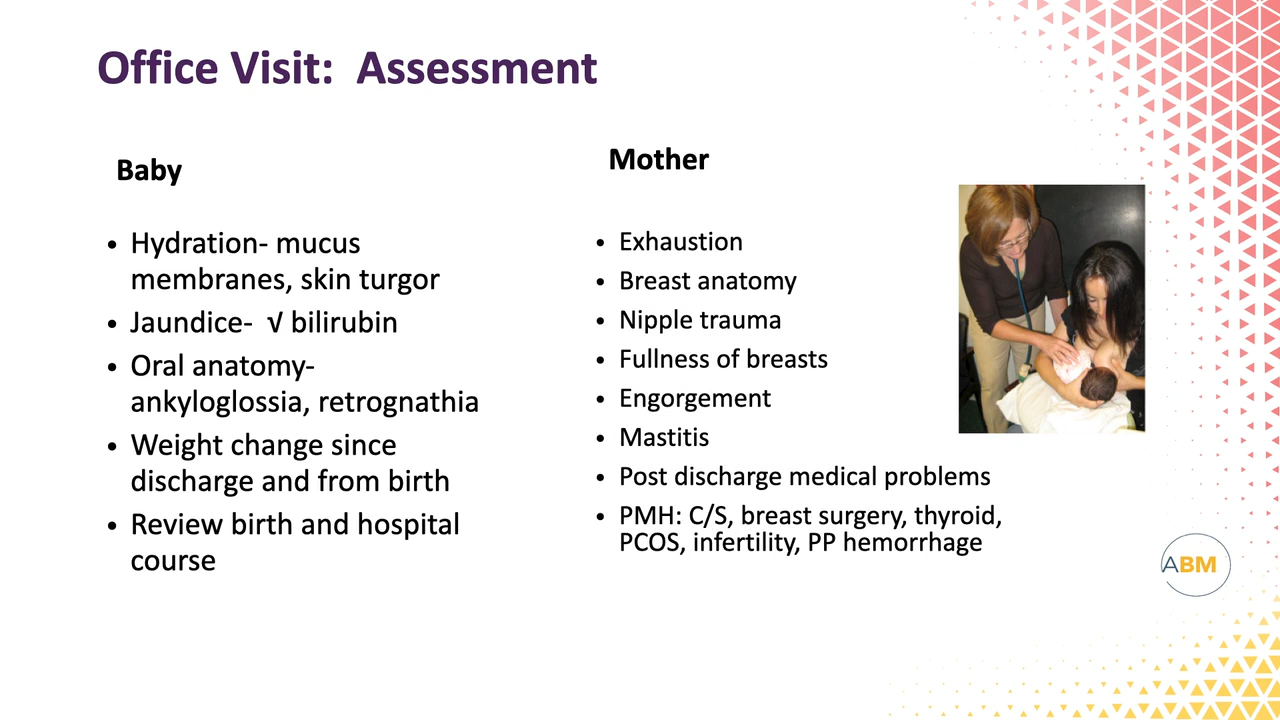 Office Visit:  Assessment
Baby
• Hydration- mucus
membranes, skin turgor
• Jaundice-  √ bilirubin
• Oral anatomy-
ankyloglossia, retrognathia
• Weight change since
discharge and from birth
• Review birth and hospital
course
Mother
• Exhaustion
• Breast anatomy
• Nipple trauma
• Fullness of breasts
• Engorgement
• Mastitis
• Post discharge medical problems
• PMH: C/S, breast surgery, thyroid,
PCOS, infertility, PP hemorrhage
ABM